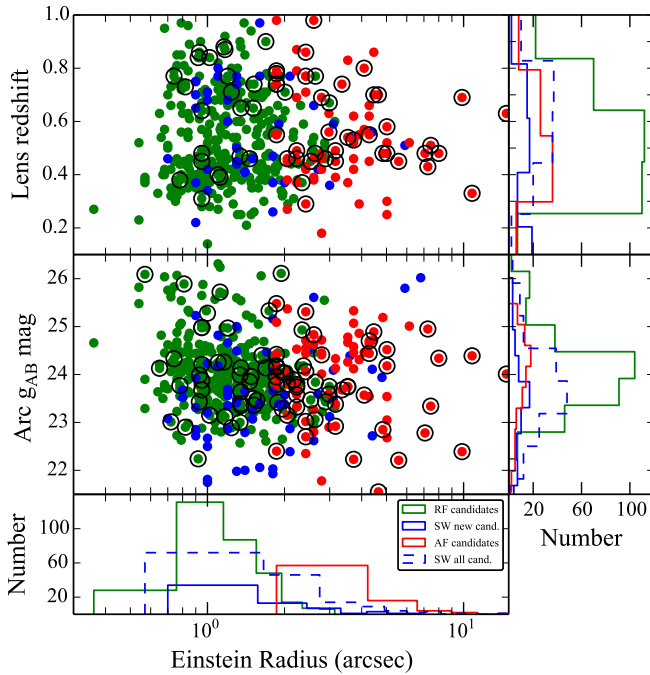 1.0
0.8
0.6
0.4
0.2
Lens redshift
26
25
24
23
22
Arc g_AB mag
20 60 100
Number
100
60
20
Number
RF candidates
SW new cand.
AF candidates
SW all cand.
10^0 10^1
Einstein Radius (arcsec)